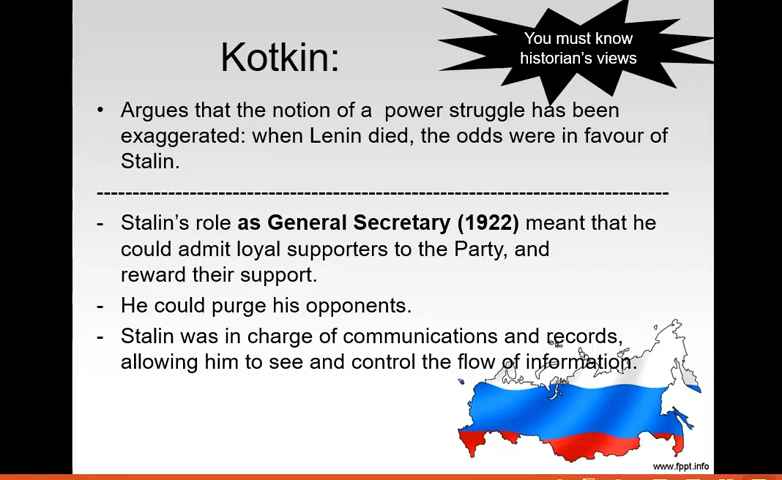 You must know
historian's views
Kotkin:
• Argues that the notion of a  power struggle has been
exaggerated: when Lenin died, the odds were in favour of
Stalin.
--------------------------------------------------------------------------------
- Stalin's role as General Secretary (1922) meant that he
could admit loyal supporters to the Party, and
reward their support.
- He could purge his opponents.
- Stalin was in charge of communications and records,
allowing him to see and control the flow of information.
www.fppt.info